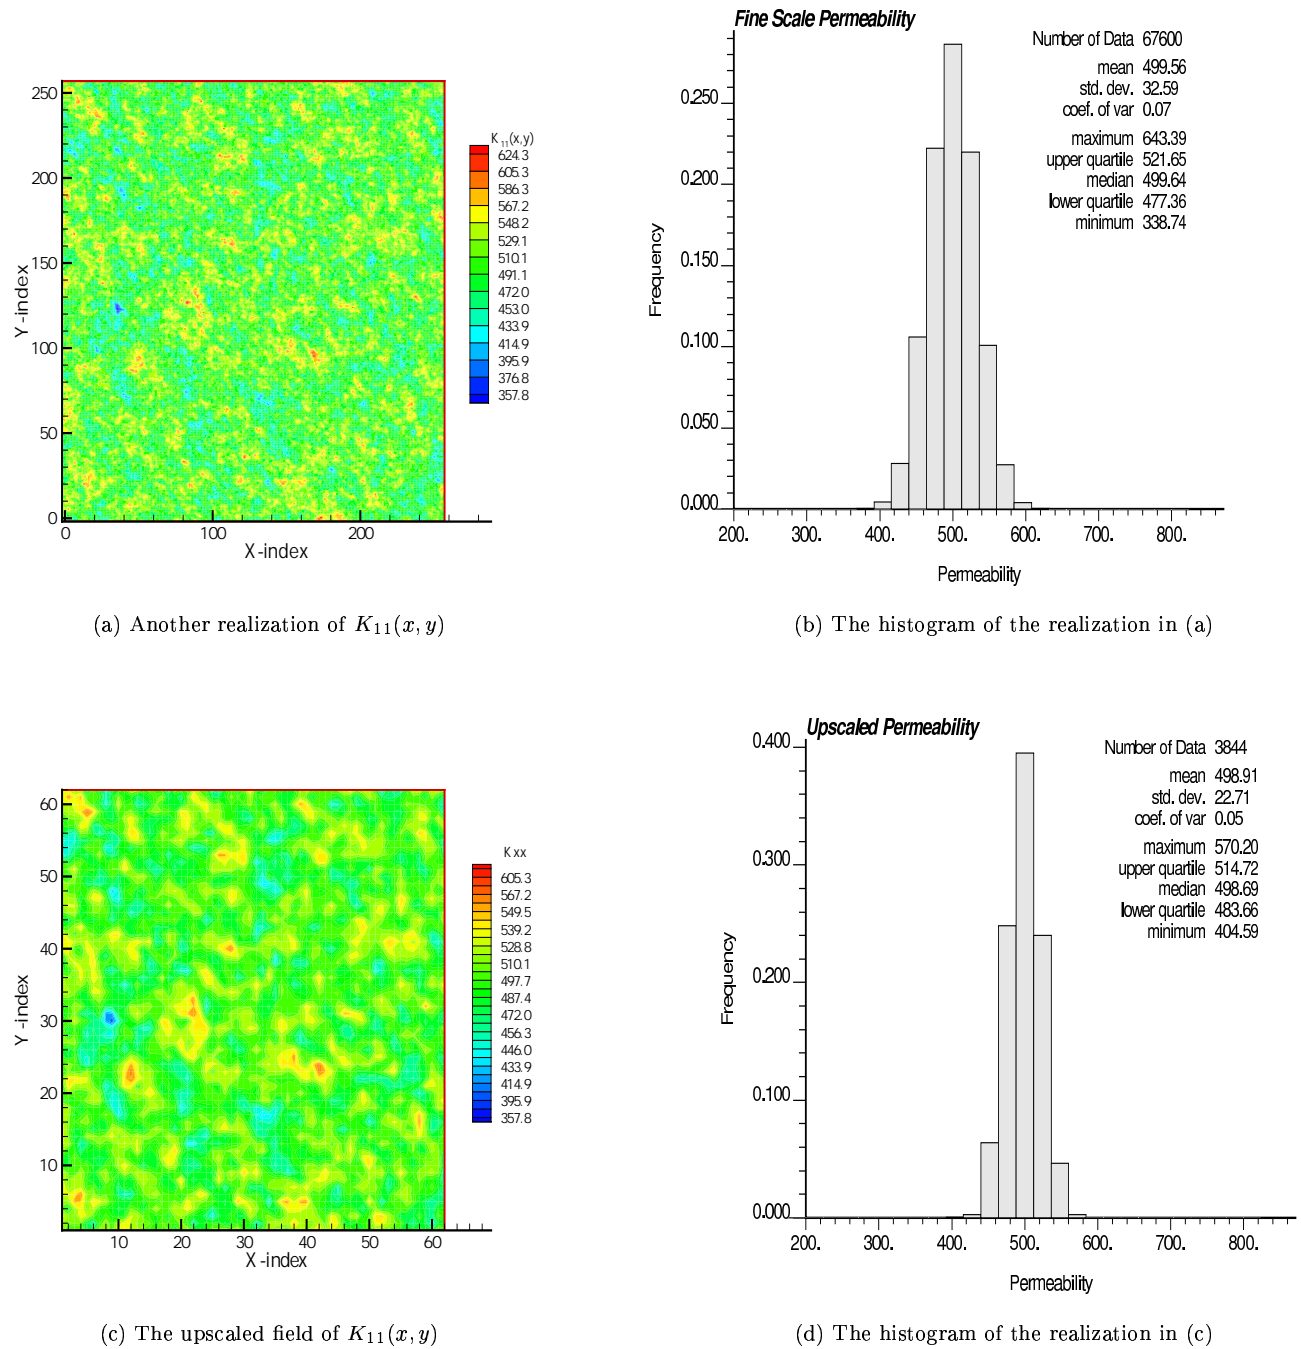 250
200
150
100
50
0
Y-index
0
100
200
X-index
K11(x,y)
624.3
605.3
586.3
567.2
548.2
529.1
510.1
491.1
472.0
453.0
433.9
414.9
395.9
376.8
357.8
(a) Another realization of K11(x, y)
Fine Scale Permeability
Number of Data 67600
mean 499.56
std. dev. 32.59
coef. of var 0.07
maximum 643.39
upper quartile 521.65
median 499.64
lower quartile 477.36
minimum 338.74
Frequency
0.250
0.200
0.150
0.100
0.050
0.000
200.
300.
400.
500.
600.
700.
800.
Permeability
(b) The histogram of the realization in (a)
60
50
40
30
20
10
Y-index
10
20
30
40
50
60
X-index
Kxx
605.3
567.2
549.5
539.2
528.8
510.1
497.7
487.4
472.0
456.3
446.0
433.9
414.9
395.9
357.8
(c) The upscaled field of K11(x, y)
Upscaled Permeability
Number of Data 3844
mean 498.91
std. dev. 22.71
coef. of var 0.05
maximum 570.20
upper quartile 514.72
median 498.69
lower quartile 483.66
minimum 404.59
Frequency
0.400
0.300
0.200
0.100
0.000
200.
300.
400.
500.
600.
700.
800.
Permeability
(d) The histogram of the realization in (c)